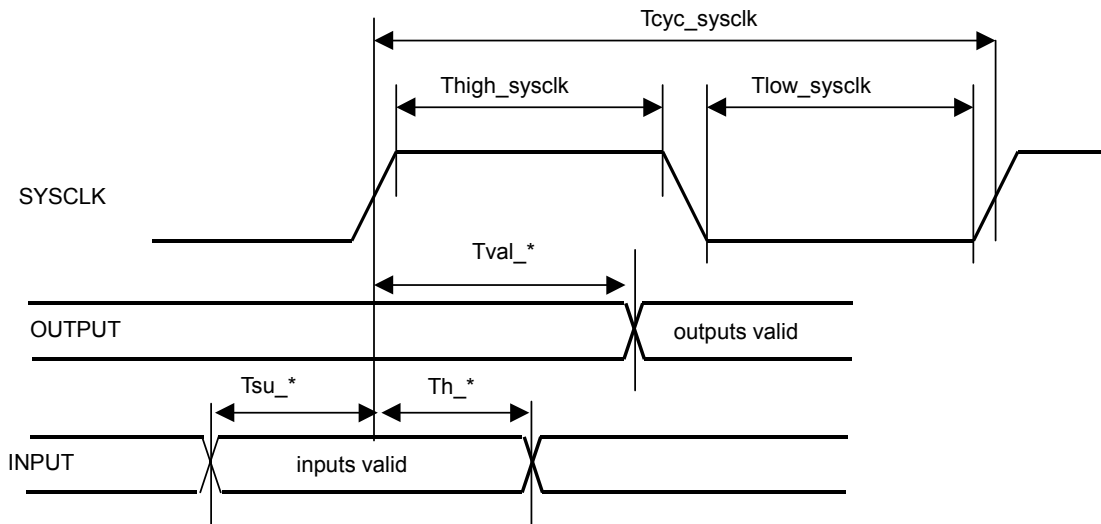 Tcyc_sysclk
Thigh_sysclk
Tlow_sysclk
SYSCLK
Tval_*
OUTPUT
outputs valid
Tsu_*
Th_*
INPUT
inputs valid